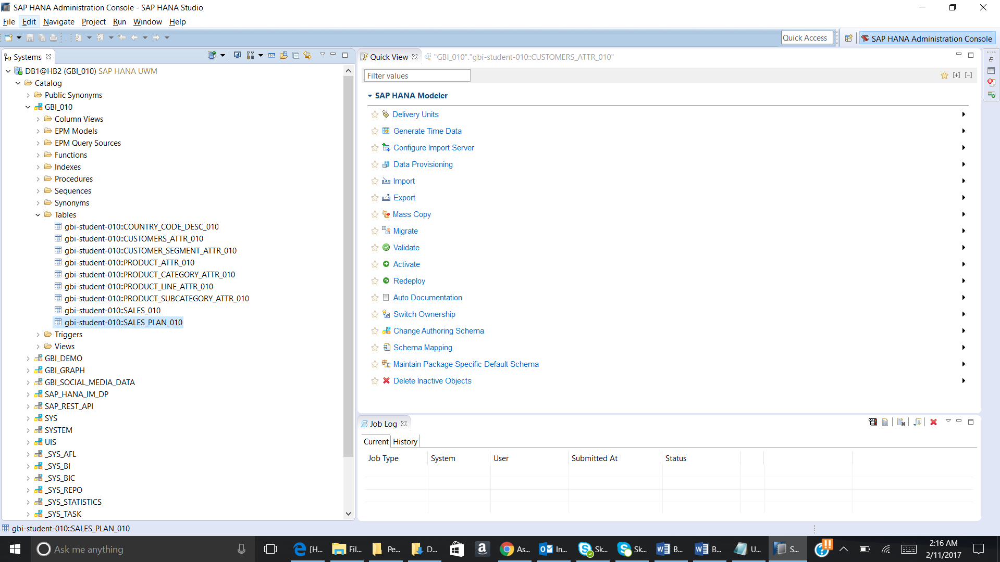 SAP HANA Administration Console - SAP HANA Studio
File Edit Navigate Project Run Window Help
Quick Access
SAP HANA Administration Console
Systems
DB1@HB2 (GBI_010) SAP HANA UWM
Catalog
Public Synonyms
GBI_010
Column Views
EPM Models
EPM Query Sources
Functions
Indexes
Procedures
Sequences
Synonyms
Tables
gbi-student-010::COUNTRY_CODE_DESC_010
gbi-student-010::CUSTOMERS_ATTR_010
gbi-student-010::CUSTOMER_SEGMENT_ATTR_010
gbi-student-010::PRODUCT_ATTR_010
gbi-student-010::PRODUCT_CATEGORY_ATTR_010
gbi-student-010::PRODUCT_LINE_ATTR_010
gbi-student-010::PRODUCT_SUBCATEGORY_ATTR_010
gbi-student-010::SALES_010
gbi-student-010::SALES_PLAN_010
Triggers
Views
GBI_DEMO
GBI_GRAPH
GBI_SOCIAL_MEDIA_DATA
SAP_HANA_IM_DP
SAP_REST_API
SYS
SYSTEM
UIS
_SYS_AFL
_SYS_BI
_SYS_BIC
_SYS_REPO
_SYS_STATISTICS
_SYS_TASK
Quick View
"GBI_010"."gbi-student-010::CUSTOMERS_ATTR_010"
Filter values
SAP HANA Modeler
Delivery Units
Generate Time Data
Configure Import Server
Data Provisioning
Import
Export
Mass Copy
Migrate
Validate
Activate
Redeploy
Auto Documentation
Switch Ownership
Change Authoring Schema
Schema Mapping
Maintain Package Specific Default Schema
Delete Inactive Objects
Job Log
Current History
Job Type System User Submitted At Status
gbi-student-010::SALES_PLAN_010
Ask me anything
[H... Fil... Pe... D... As... In... Sk... Sk... B... B... U... S...
2:16 AM
2/11/2017